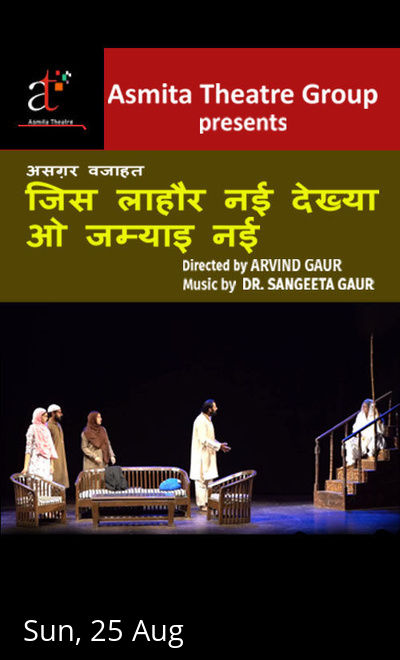 at
Asmita Theatre
Asmita Theatre Group
presents
असग़र वजाहत
जिस लाहौर नई देख्या
ओ जम्याइ नई
Directed by ARVIND GAUR
Music by DR. SANGEETA GAUR
Sun, 25 Aug